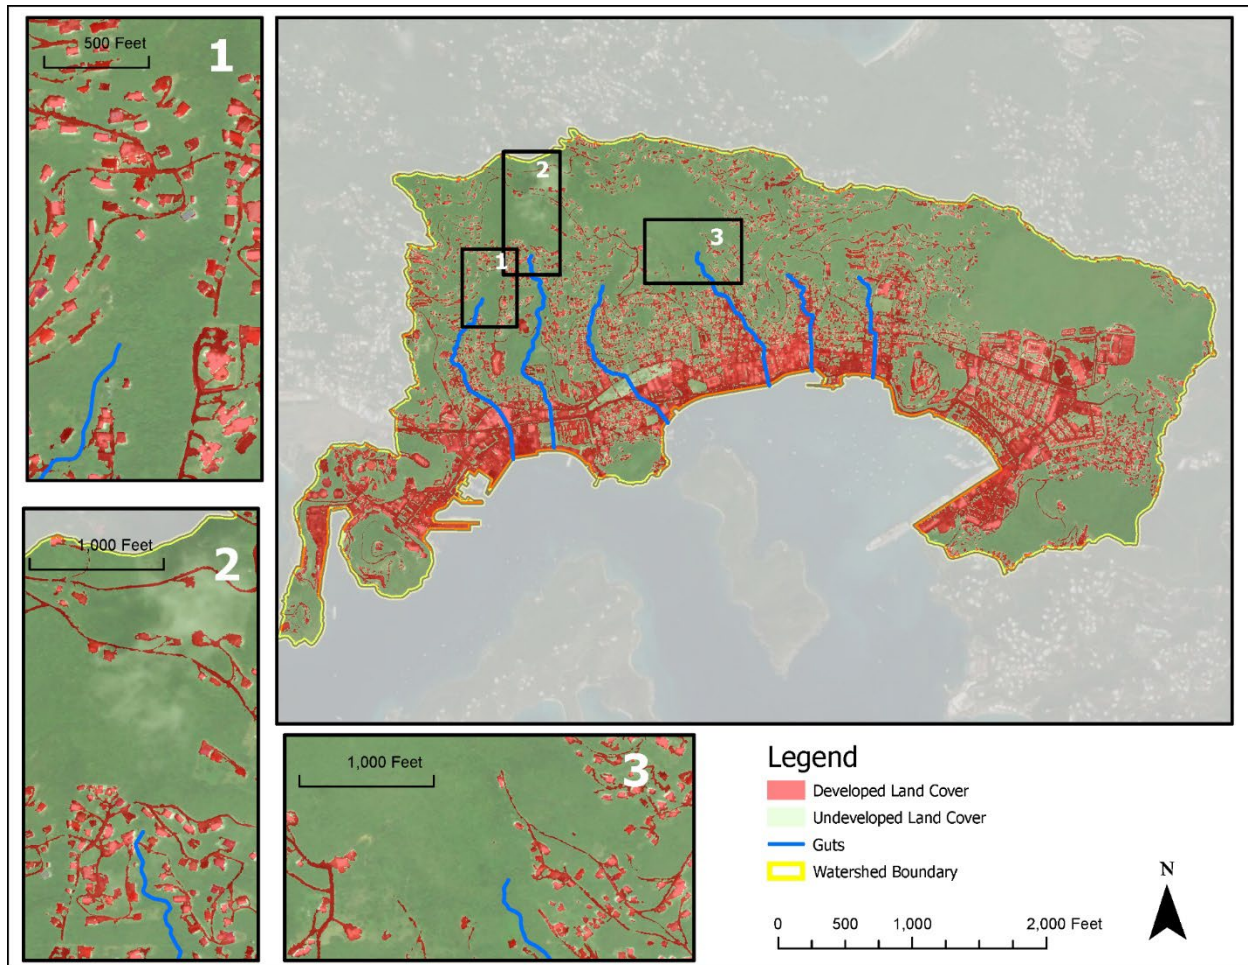 500 Feet
1
2
1
3
1,000 Feet
2
1,000 Feet
3
Legend
Developed Land Cover
Undeveloped Land Cover
Guts
Watershed Boundary
N
0 500 1,000 2,000 Feet